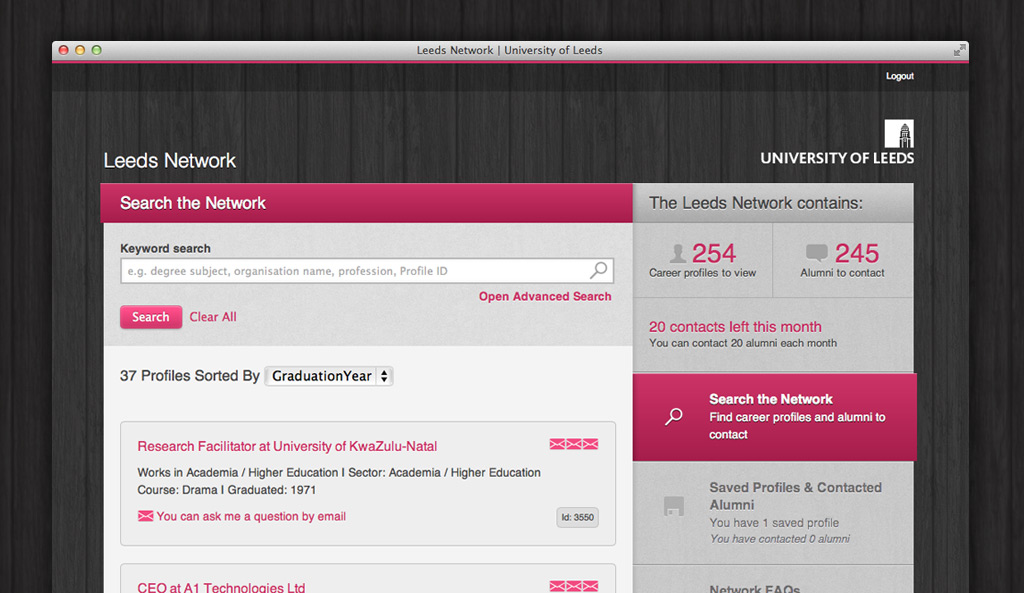 Leeds Network | University of Leeds
Logout
Leeds Network
UNIVERSITY OF LEEDS
Search the Network
Keyword search
e.g. degree subject, organisation name, profession, Profile ID
Open Advanced Search
Search
Clear All
37 Profiles Sorted By
GraduationYear
Research Facilitator at University of KwaZulu-Natal
Works in Academia / Higher Education I Sector: Academia / Higher Education
Course: Drama I Graduated: 1971
You can ask me a question by email
Id: 3550
CEO at A1 Technologies Ltd
The Leeds Network contains:
254
Career profiles to view
245
Alumni to contact
20 contacts left this month
You can contact 20 alumni each month
Search the Network
Find career profiles and alumni to
contact
Saved Profiles & Contacted
Alumni
You have 1 saved profile
You have contacted 0 alumni
Network FAQs